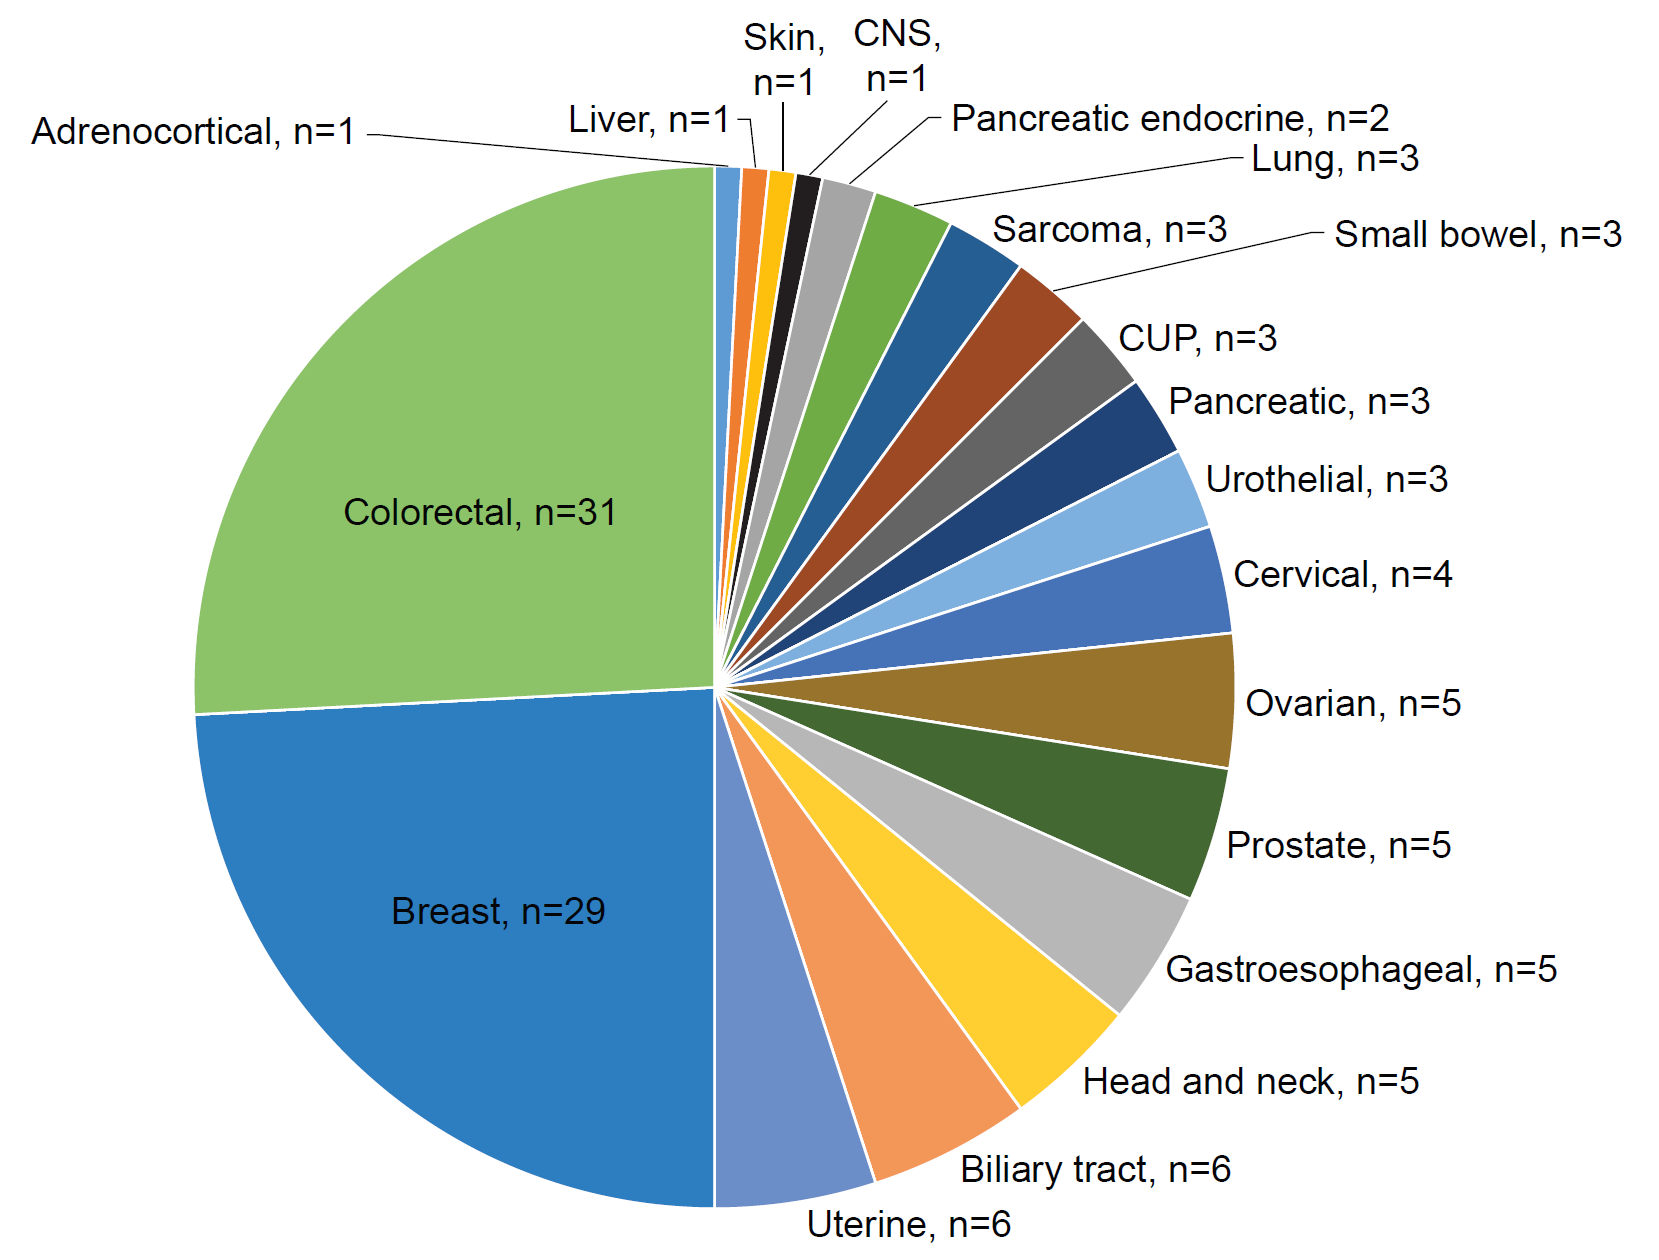 Skin,
n=1
CNS,
n=1
Adrenocortical, n=1
Liver, n=1
Pancreatic endocrine, n=2
Lung, n=3
Sarcoma, n=3
Small bowel, n=3
CUP, n=3
Pancreatic, n=3
Urothelial, n=3
Colorectal, n=31
Cervical, n=4
Ovarian, n=5
Prostate, n=5
Breast, n=29
Gastroesophageal, n=5
Head and neck, n=5
Biliary tract, n=6
Uterine, n=6